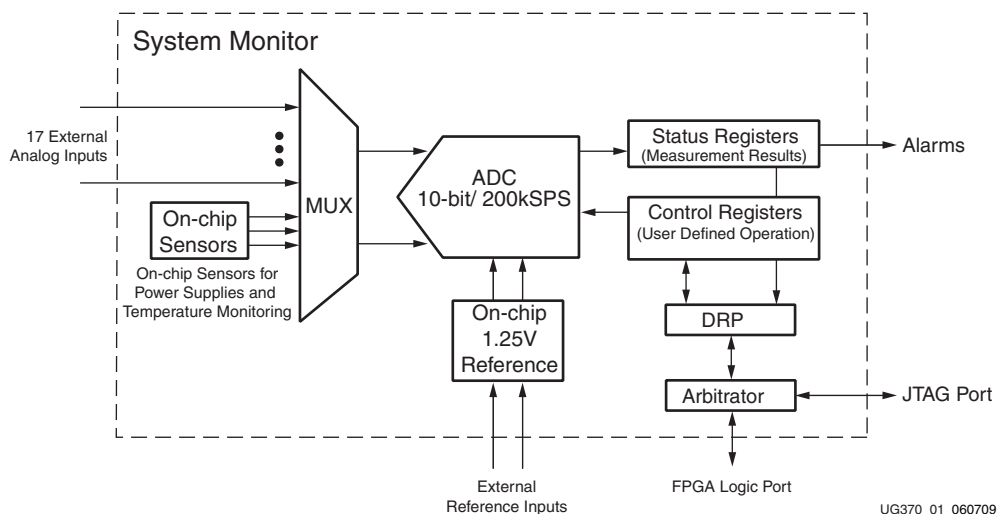 System Monitor
17 External
Analog Inputs
On-chip
Sensors
On-chip Sensors for
Power Supplies and
Temperature Monitoring
MUX
ADC
10-bit/ 200kSPS
Status Registers
(Measurement Results)
Alarms
Control Registers
(User Defined Operation)
On-chip
1.25V
Reference
DRP
Arbitrator
JTAG Port
External
Reference Inputs
FPGA Logic Port
UG370_01_060709